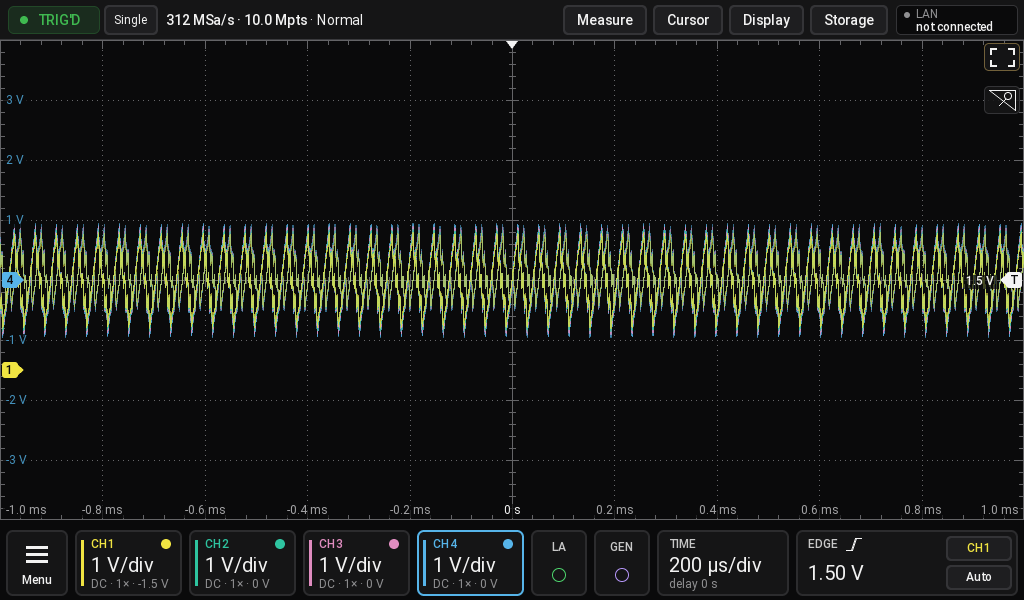 TRIG'D
Single
312 MSa/s · 10.0 Mpts · Normal
Measure
Cursor
Display
Storage
LAN
not connected
3 V
2 V
1 V
4
1.5 V
T
-1 V
1
-2 V
-3 V
-1.0 ms -0.8 ms -0.6 ms -0.4 ms -0.2 ms 0 s 0.2 ms 0.4 ms 0.6 ms 0.8 ms 1.0 ms
Menu
CH1
1 V/div
DC · 1× · -1.5 V
CH2
1 V/div
DC · 1× · 0 V
CH3
1 V/div
DC · 1× · 0 V
CH4
1 V/div
DC · 1× · 0 V
LA
GEN
TIME
200 µs/div
delay 0 s
EDGE
1.50 V
CH1
Auto